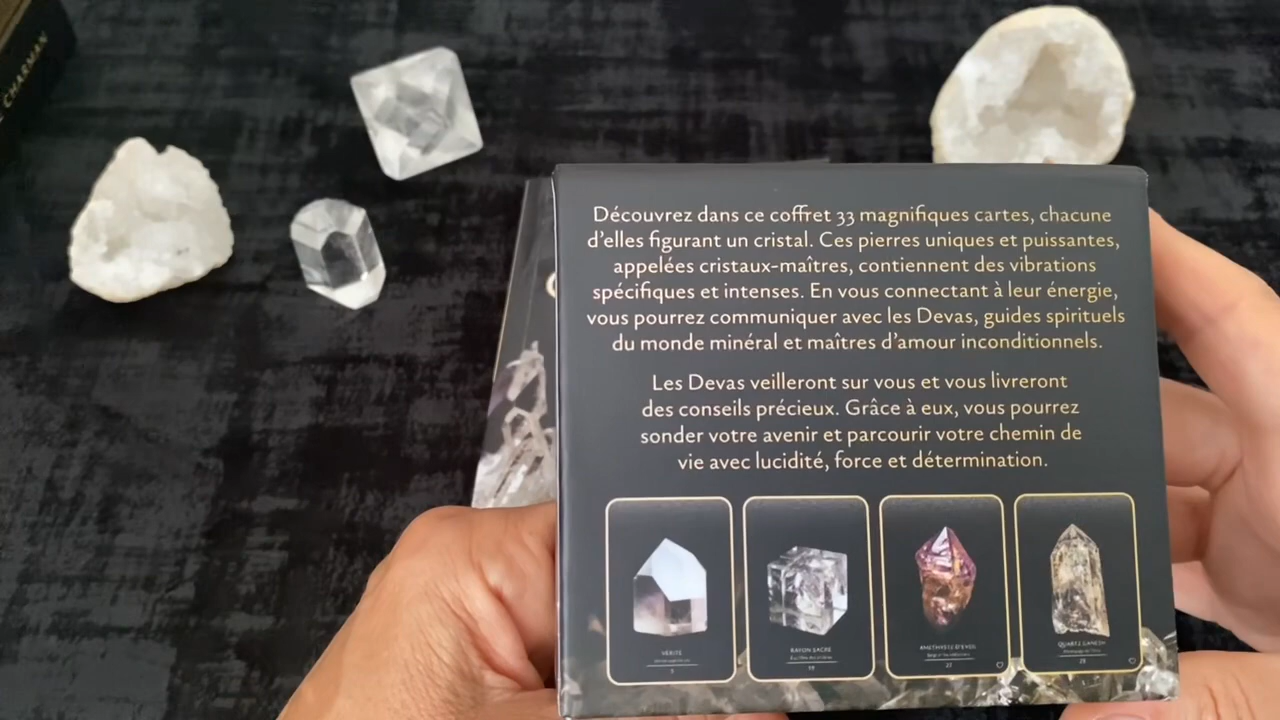 CHARMAN
Découvrez dans ce coffret 33 magnifiques cartes, chacune
d'elles figurant un cristal. Ces pierres uniques et puissantes,
appelées cristaux-maîtres, contiennent des vibrations
spécifiques et intenses. En vous connectant à leur énergie,
vous pourrez communiquer avec les Devas, guides spirituels
du monde minéral et maîtres d'amour inconditionnels.
Les Devas veilleront sur vous et vous livreront
des conseils précieux. Grâce à eux, vous pourrez
sonder votre avenir et parcourir votre chemin de
vie avec lucidité, force et détermination.
VÉRITÉ
RAYON SACRÉ
AMÉTHYSTE D'ÉVEIL
QUARTZ GANESH